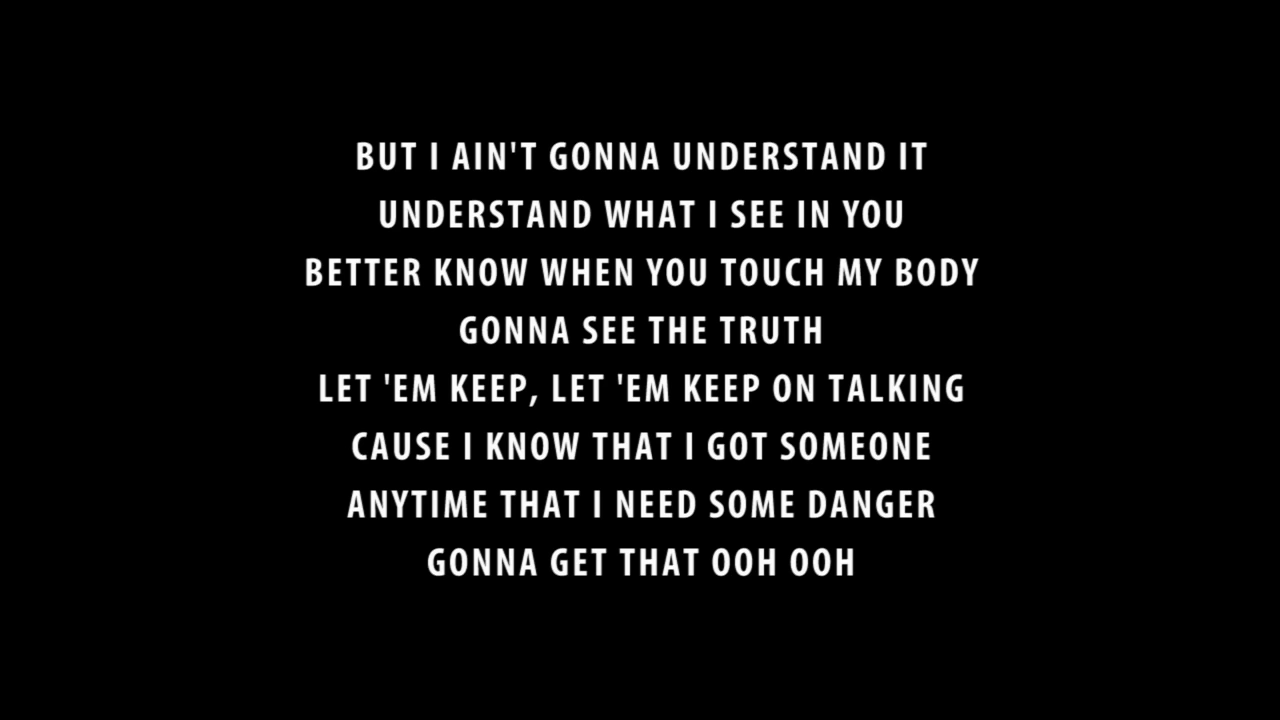 BUT I AIN'T GONNA UNDERSTAND IT
UNDERSTAND WHAT I SEE IN YOU
BETTER KNOW WHEN YOU TOUCH MY BODY
GONNA SEE THE TRUTH
LET 'EM KEEP, LET 'EM KEEP ON TALKING
CAUSE I KNOW THAT I GOT SOMEONE
ANYTIME THAT I NEED SOME DANGER
GONNA GET THAT OOH OOH